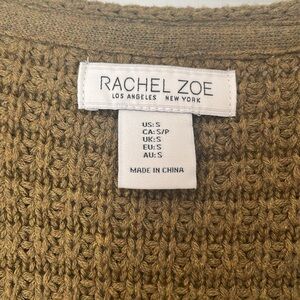 RACHEL ZOE
LOS ANGELES NEW YORK
US: S
CA: S/P
UK: S
EU: S
AU: S
MADE IN CHINA